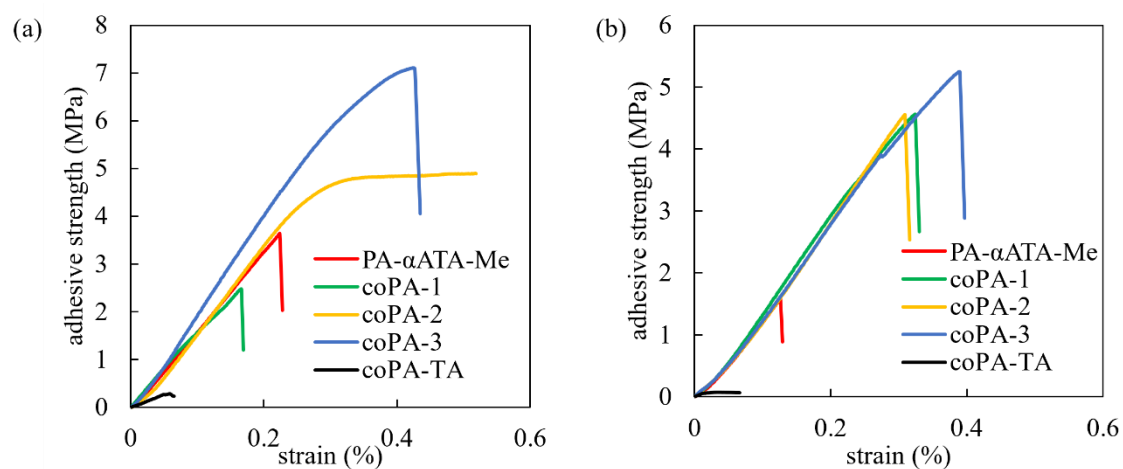 (a)
adhesive strength (MPa)
8
7
6
5
4
3
2
1
0
PA-αATA-Me
coPA-1
coPA-2
coPA-3
coPA-TA
0 0.2 0.4 0.6
strain (%)
(b)
adhesive strength (MPa)
6
5
4
3
2
1
0
PA-αATA-Me
coPA-1
coPA-2
coPA-3
coPA-TA
0 0.2 0.4 0.6
strain (%)